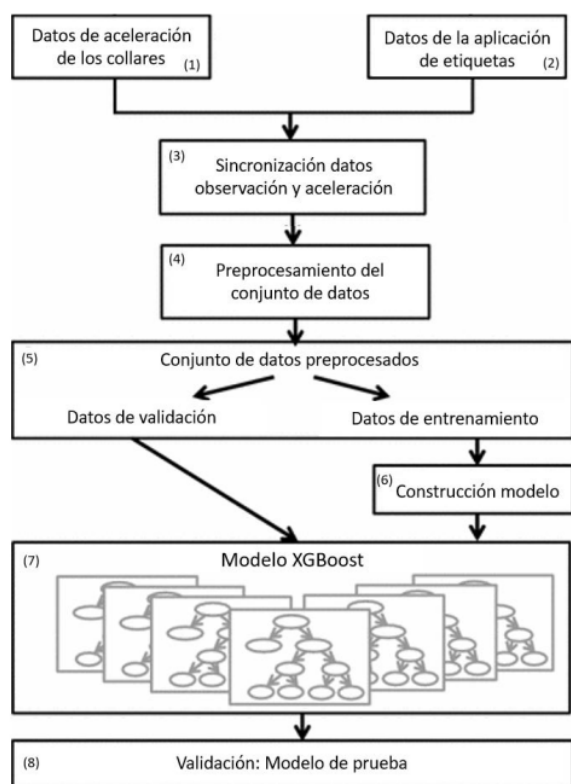 Datos de aceleración
de los collares (1)
Datos de la aplicación
de etiquetas (2)
(3) Sincronización datos
observación y aceleración
(4) Preprocesamiento del
conjunto de datos
(5) Conjunto de datos preprocesados
Datos de validación
Datos de entrenamiento
(6) Construcción modelo
(7) Modelo XGBoost
(8) Validación: Modelo de prueba